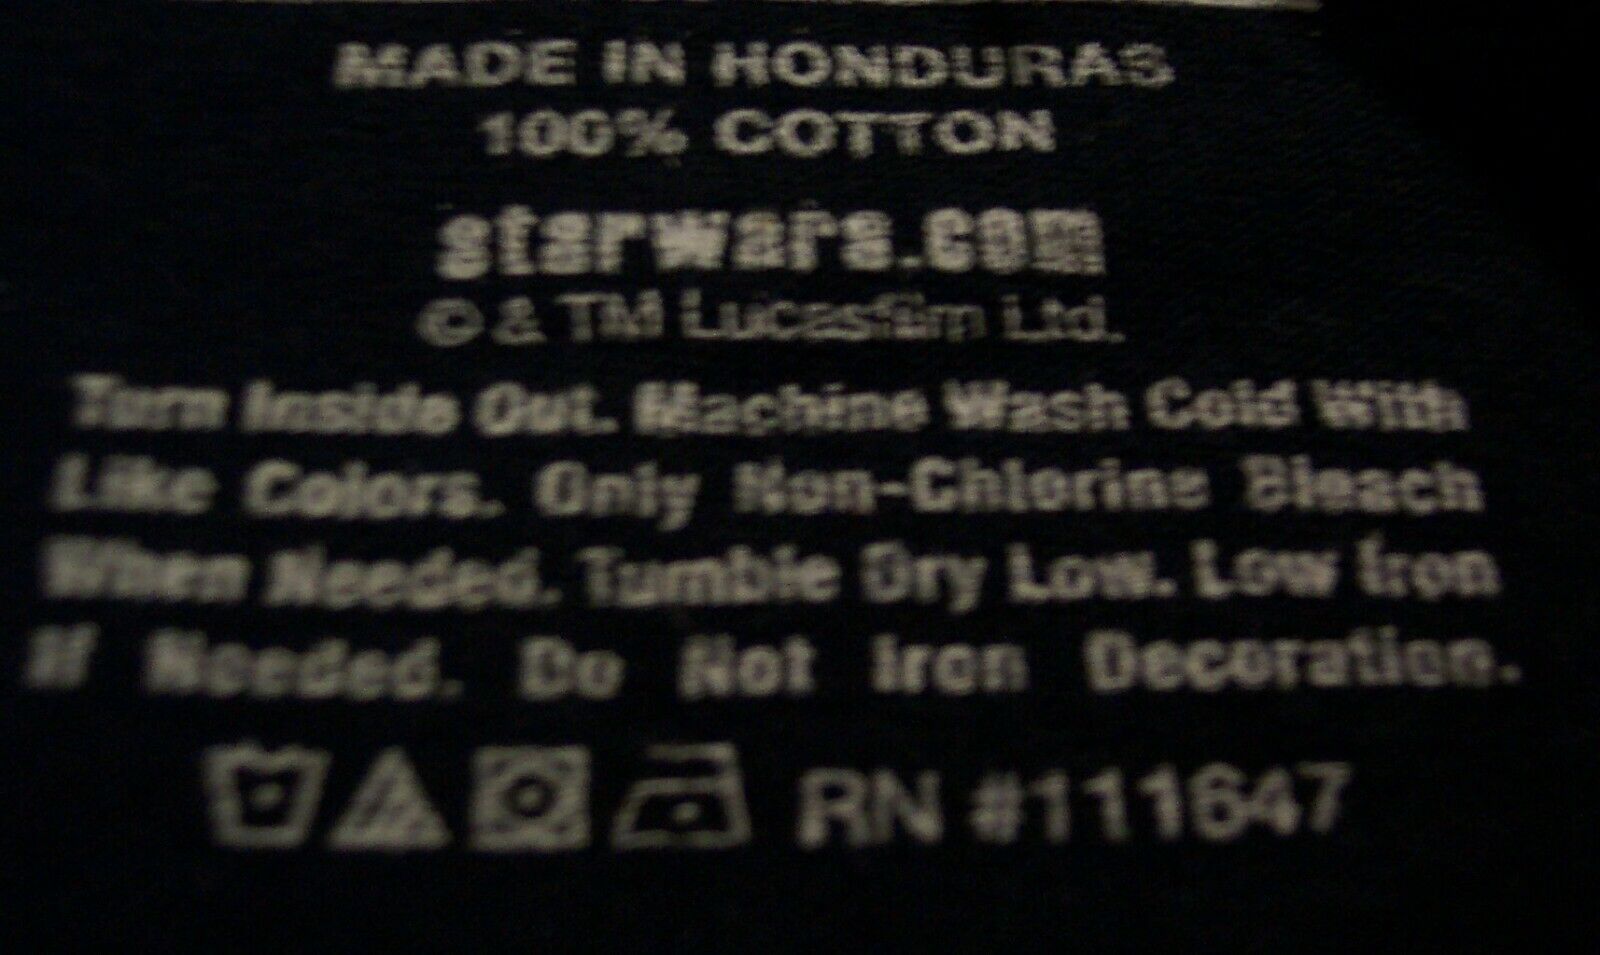 MADE IN HONDURAS
100% COTTON
starwars.com
© & TM Lucasfilm Ltd.
Turn Inside Out. Machine Wash Cold With
Like Colors. Only Non-Chlorine Bleach
When Needed. Tumble Dry Low. Low Iron
If Needed. Do Not Iron Decoration.
RN #111647